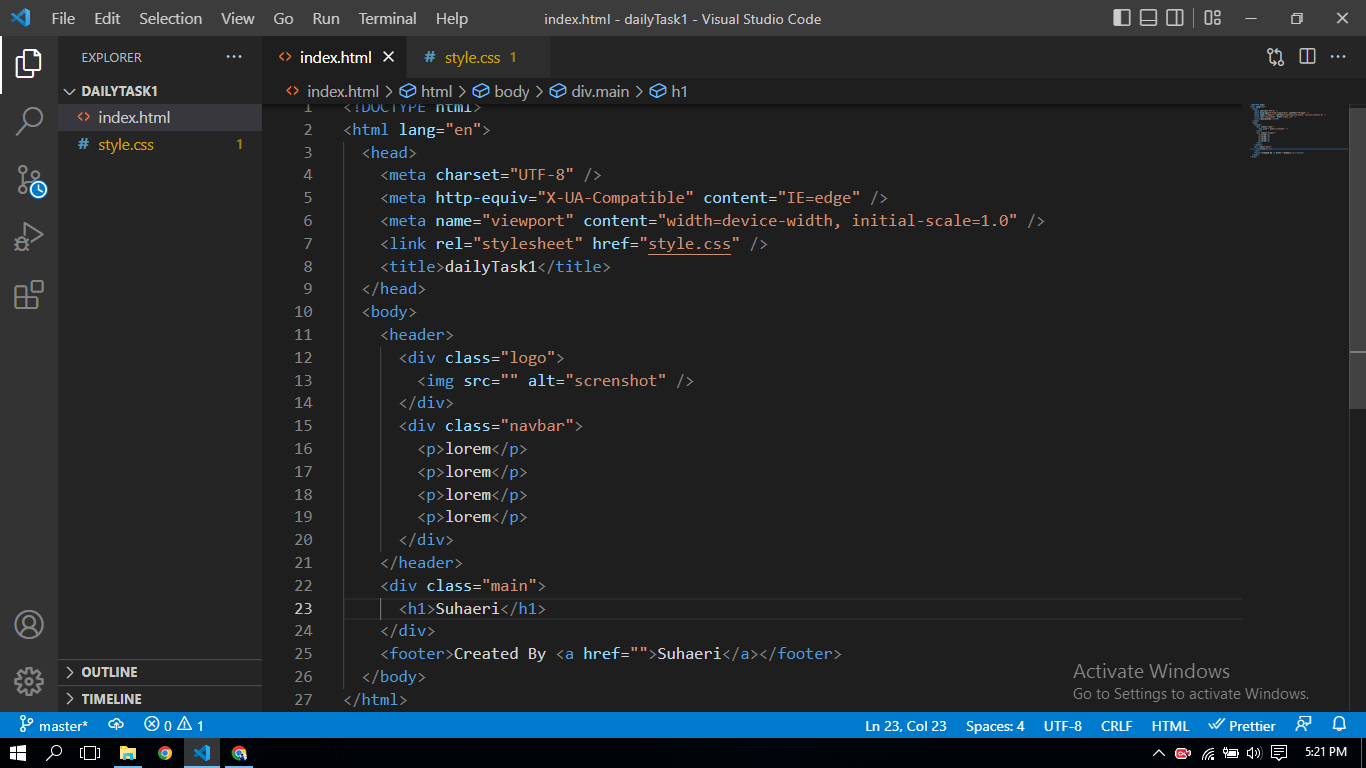 File Edit Selection View Go Run Terminal Help index.html - dailyTask1 - Visual Studio Code
EXPLORER
index.html
style.css 1
DAILYTASK1
index.html
style.css 1
OUTLINE
TIMELINE
index.html > html > body > div.main > h1
1 <!DOCTYPE html>
2 <html lang="en">
3 <head>
4 <meta charset="UTF-8" />
5 <meta http-equiv="X-UA-Compatible" content="IE=edge" />
6 <meta name="viewport" content="width=device-width, initial-scale=1.0" />
7 <link rel="stylesheet" href="style.css" />
8 <title>dailyTask1</title>
9 </head>
10 <body>
11 <header>
12 <div class="logo">
13 <img src="" alt="screnshot" />
14 </div>
15 <div class="navbar">
16 <p>lorem</p>
17 <p>lorem</p>
18 <p>lorem</p>
19 <p>lorem</p>
20 </div>
21 </header>
22 <div class="main">
23 <h1>Suhaeri</h1>
24 </div>
25 <footer>Created By <a href="">Suhaeri</a></footer>
26 </body>
27 </html>
Activate Windows
Go to Settings to activate Windows.
master* 0 1 Ln 23, Col 23 Spaces: 4 UTF-8 CRLF HTML Prettier
5:21 PM